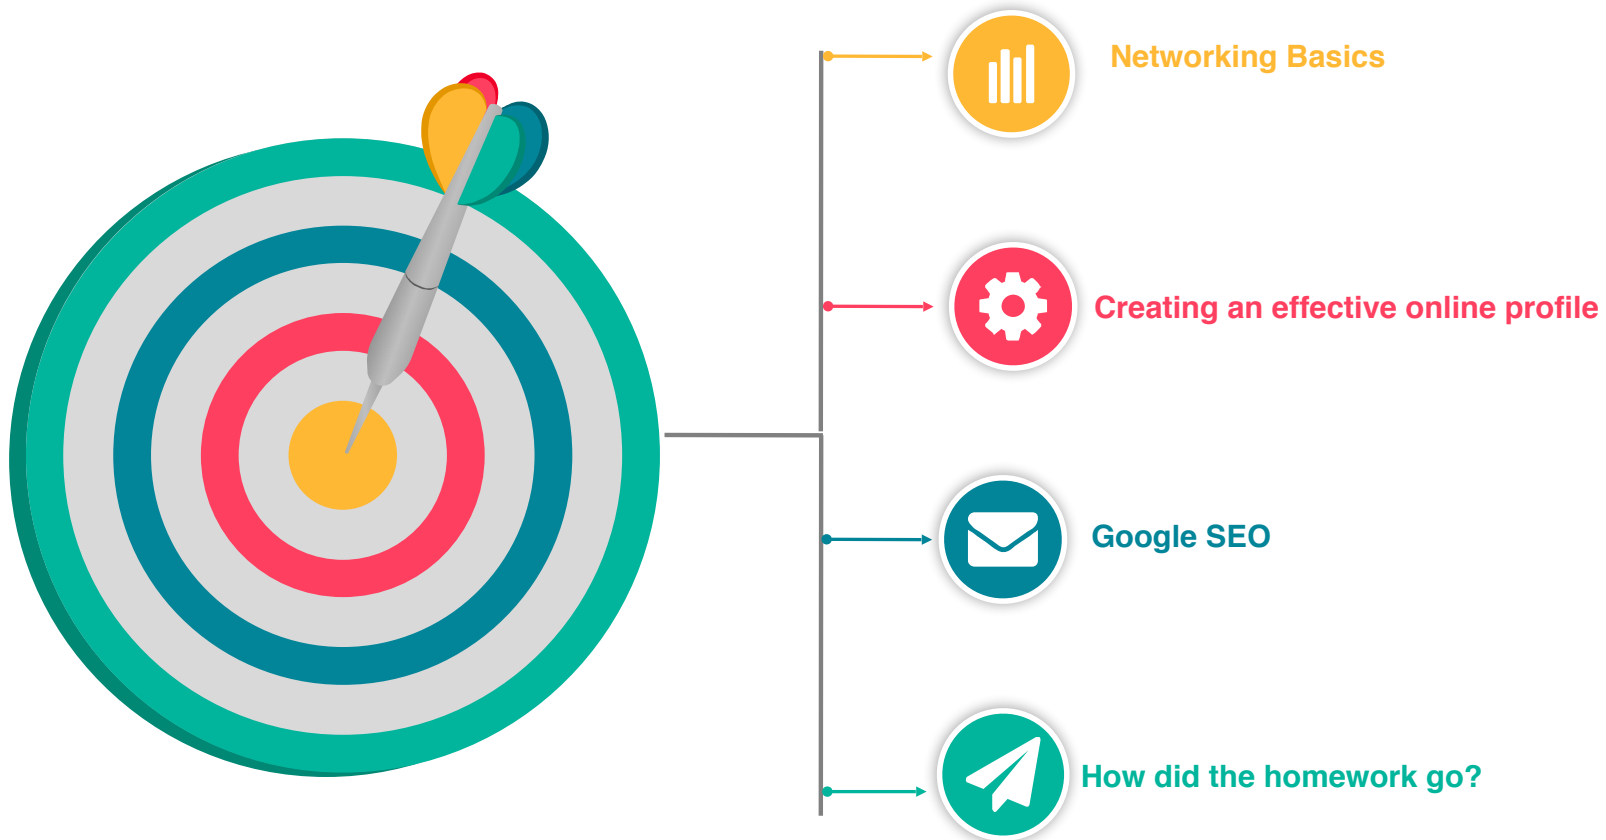 Networking Basics
Creating an effective online profile
Google SEO
How did the homework go?